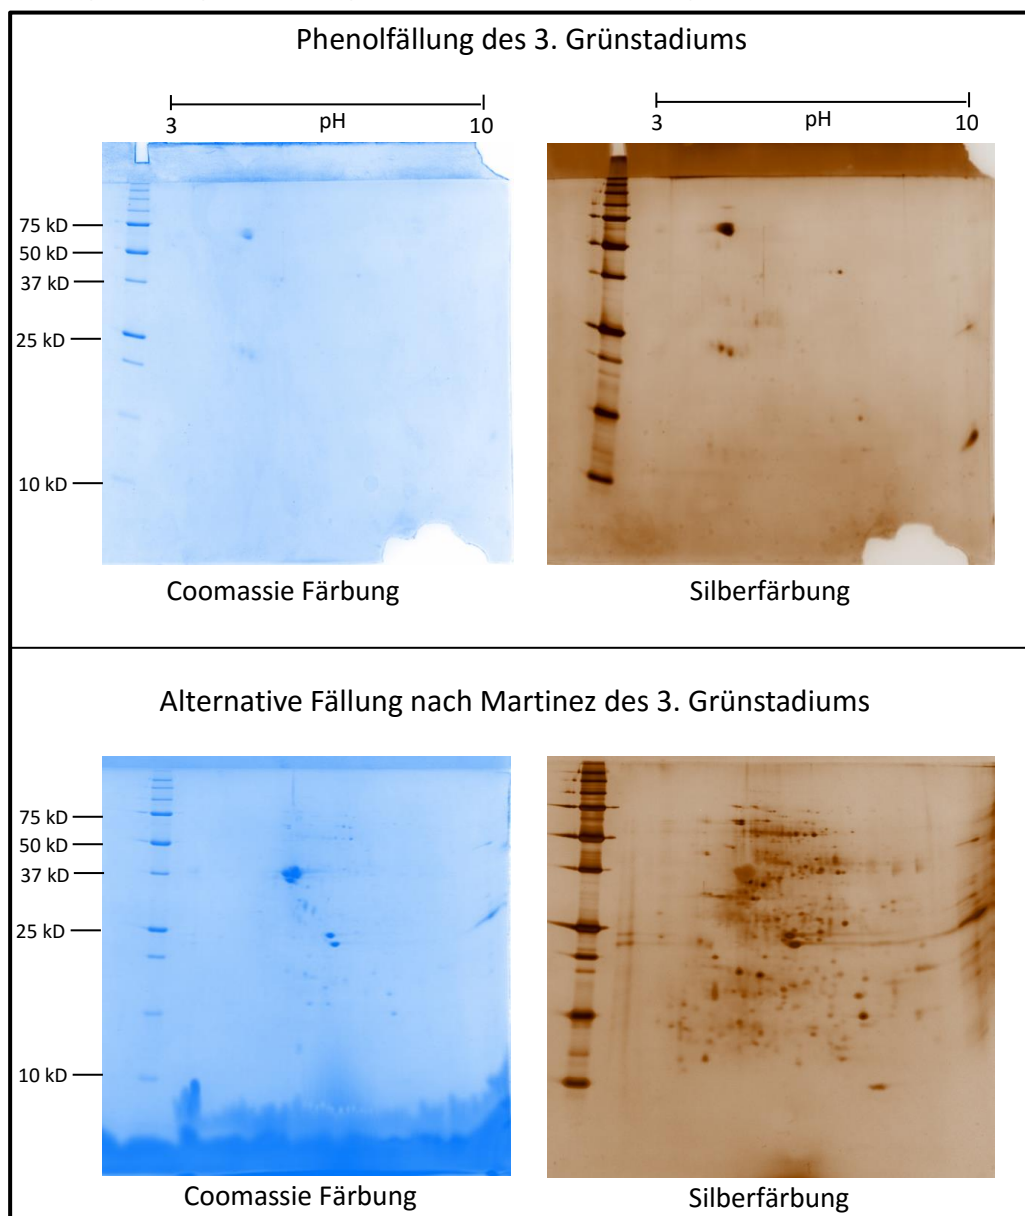 Phenolfällung des 3. Grünstadiums
3 pH 10
3 pH 10
75 kD
50 kD
37 kD
25 kD
10 kD
Coomassie Färbung
Silberfärbung
Alternative Fällung nach Martinez des 3. Grünstadiums
75 kD
50 kD
37 kD
25 kD
10 kD
Coomassie Färbung
Silberfärbung